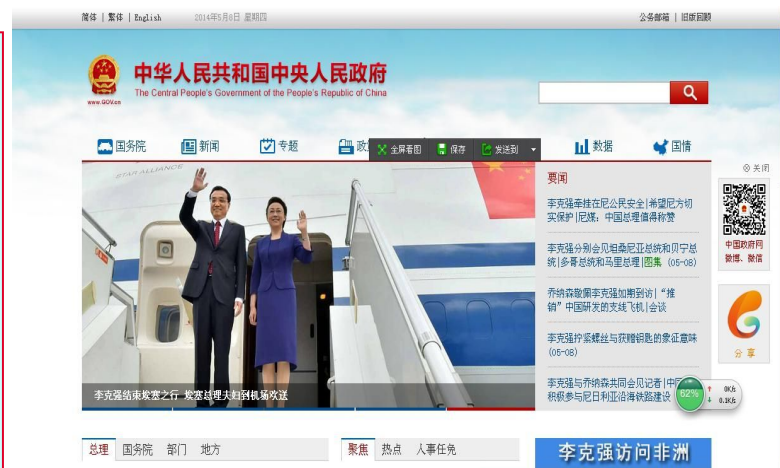 简体 | 繁体 | English
2014年5月8日 星期四
公务邮箱 | 旧版回顾
中华人民共和国中央人民政府
The Central People's Government of the People's Republic of China
www.GOV.cn
国务院
新闻
专题
政
全屏看图
保存
发送到
数据
国情
STAR ALLIANCE
要闻
李克强牵挂在尼公民安全|希望尼方切
实保护|尼媒：中国总理值得称赞
李克强分别会见坦桑尼亚总统和贝宁总
统|多哥总统和马里总理|图集 (05-08)
乔纳森敬佩李克强如期到访|“推
销”中国研发的支线飞机|会谈
李克强拧紧螺丝与获赠钥匙的象征意味
(05-08)
李克强与乔纳森共同会见记者|中
积极参与尼日利亚沿海铁路建设
关闭
中国政府网
微博、微信
分享
62%
0K/s
0.1K/s
李克强结束埃塞之行 埃塞总理夫妇到机场欢送
总理 国务院 部门 地方
聚焦 热点 人事任免
李克强访问非洲